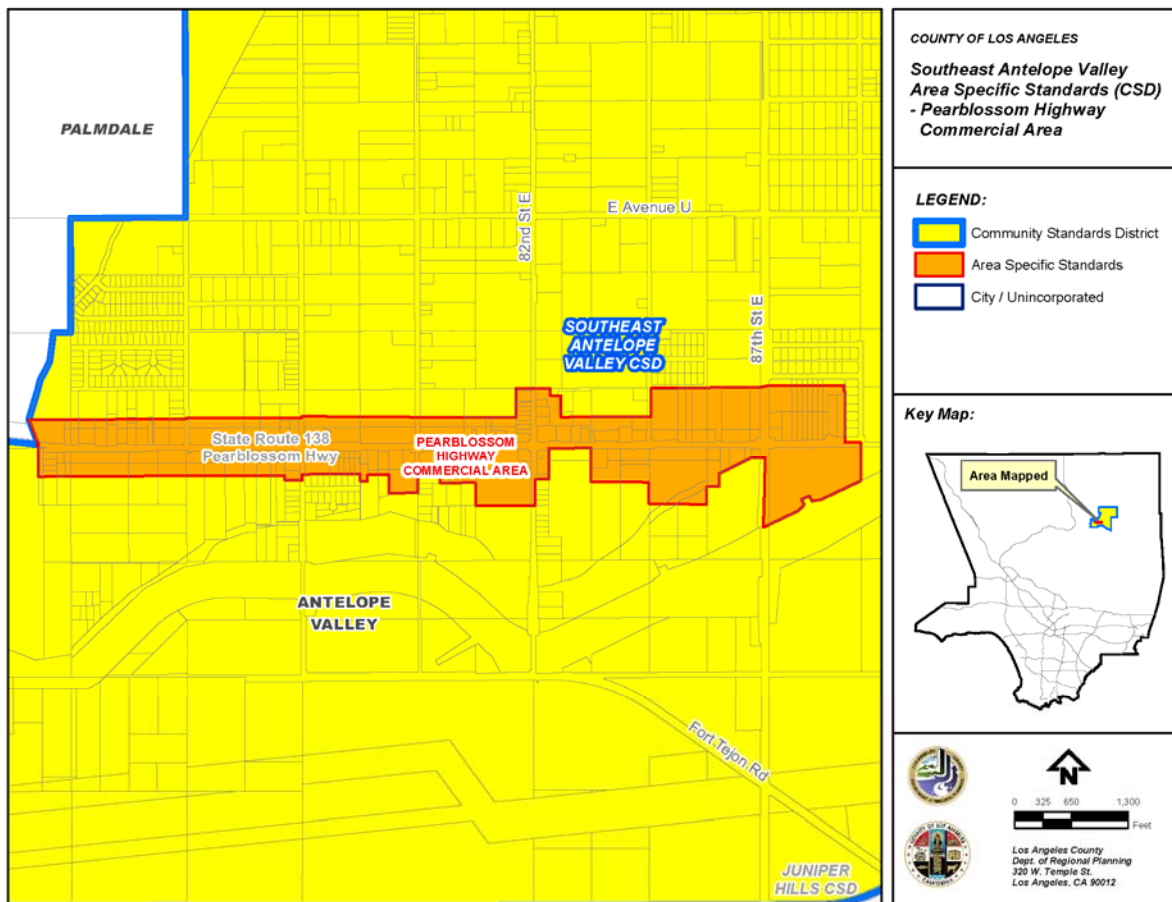 PALMDALE
82nd St E
E Avenue U
87th St E
SOUTHEAST
ANTELOPE
VALLEY CSD
State Route 138
Pearblossom Hwy
PEARBLOSSOM
HIGHWAY
COMMERCIAL AREA
ANTELOPE
VALLEY
Fort Tejon Rd
JUNIPER
HILLS CSD
COUNTY OF LOS ANGELES
Southeast Antelope Valley
Area Specific Standards (CSD)
- Pearblossom Highway
Commercial Area
LEGEND:
Community Standards District
Area Specific Standards
City / Unincorporated
Key Map:
Area Mapped
N
0 325 650 1,300
Feet
Los Angeles County
Dept. of Regional Planning
320 W. Temple St.
Los Angeles, CA 90012